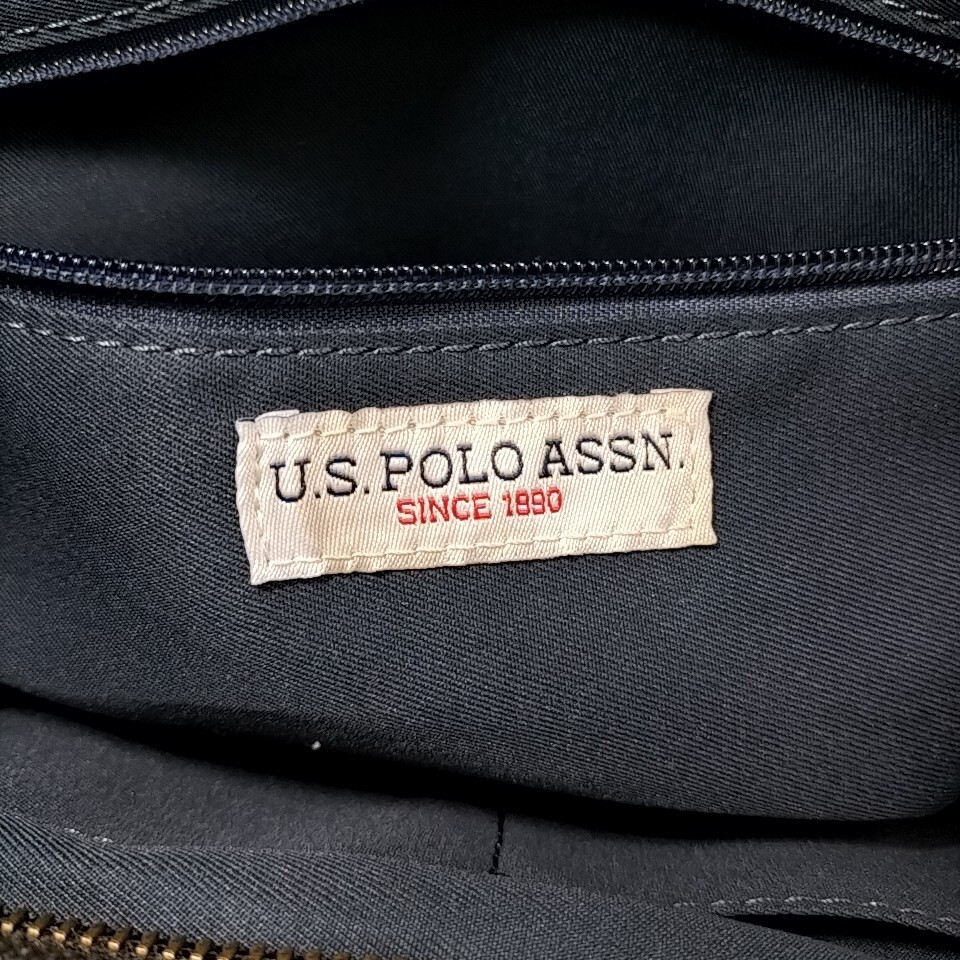 U.S. POLO ASSN.
SINCE 1890